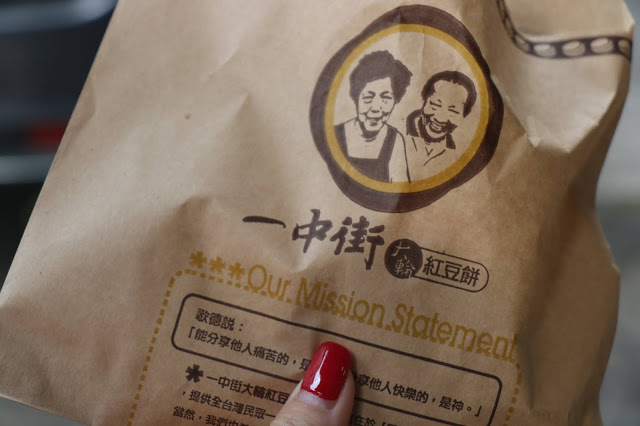 一中街
大輪
紅豆餅
***Our Mission Statement
歌德說：
「能分享他人痛苦的，是 享他人快樂的，是神。」
* 一中街大輪紅豆
，提供全台灣民眾一
當然，我們